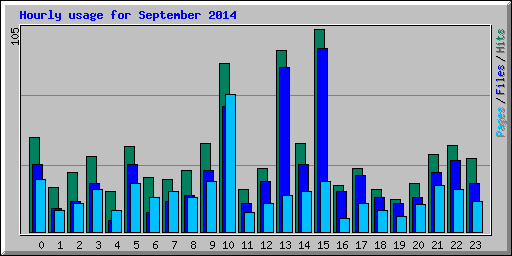 Hourly usage for September 2014
105
Pages/Files/Hits
0 1 2 3 4 5 6 7 8 9 10 11 12 13 14 15 16 17 18 19 20 21 22 23